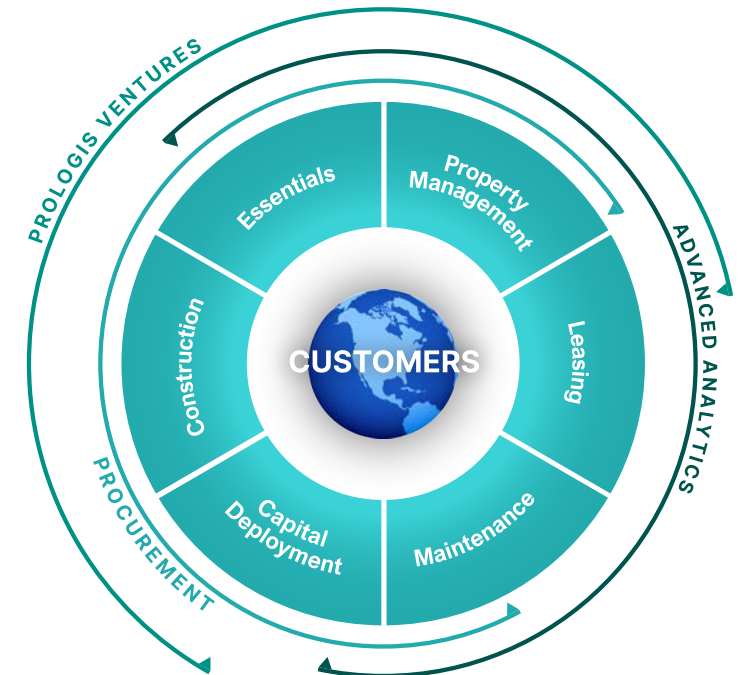 PROLOGIS VENTURES
ADVANCED ANALYTICS
PROCUREMENT
Essentials
Property
Management
Leasing
Maintenance
Capital
Deployment
Construction
CUSTOMERS